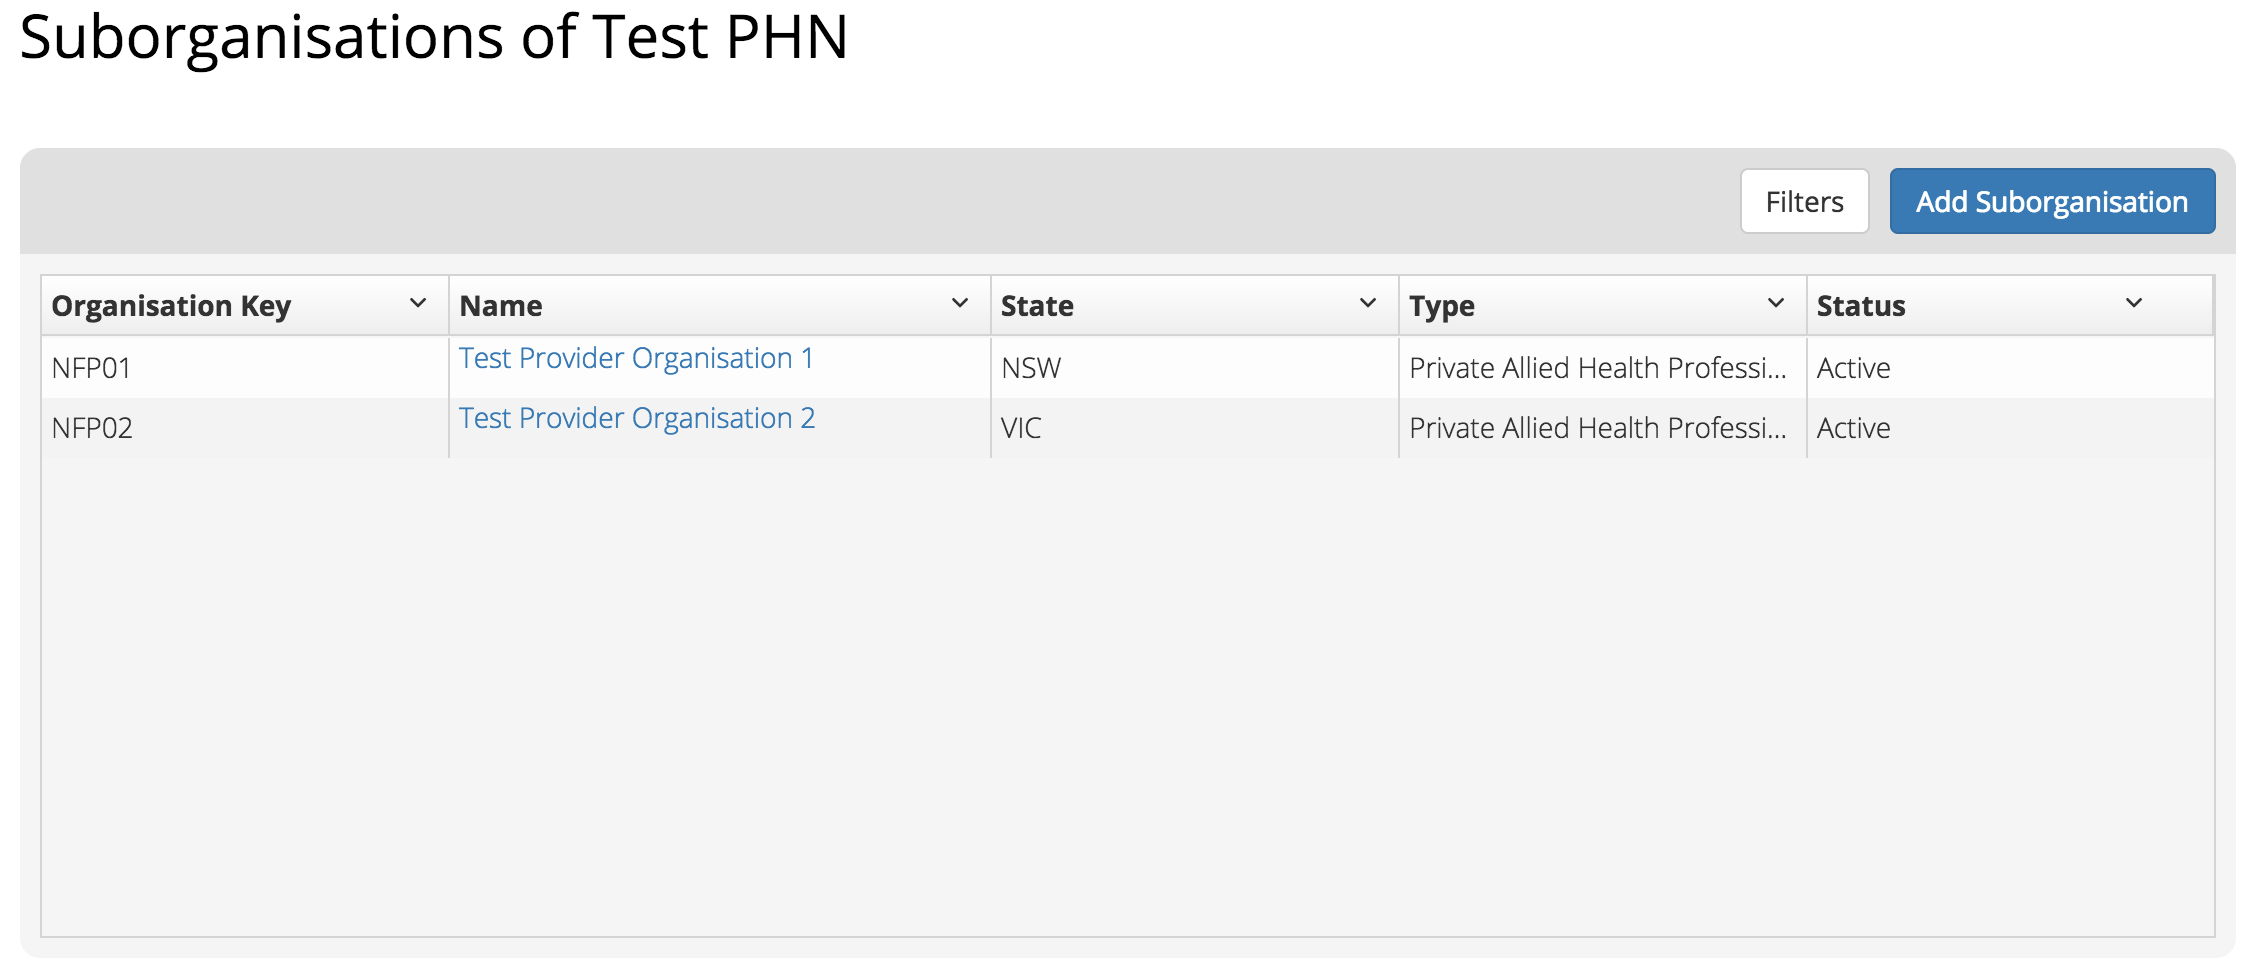 Suborganisations of Test PHN
Filters Add Suborganisation
Organisation Key Name State Type Status
NFP01 Test Provider Organisation 1 NSW Private Allied Health Professi... Active
NFP02 Test Provider Organisation 2 VIC Private Allied Health Professi... Active